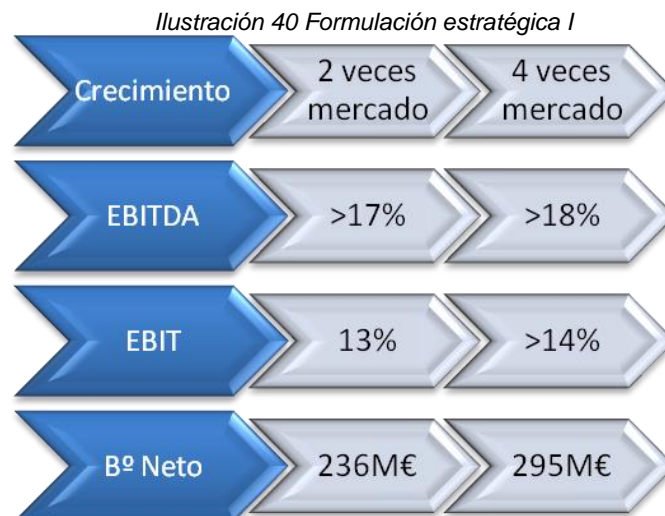 Ilustración 40 Formulación estratégica I
Crecimiento
2 veces
mercado
4 veces
mercado
EBITDA
>17%
>18%
EBIT
13%
>14%
Bº Neto
236M€
295M€